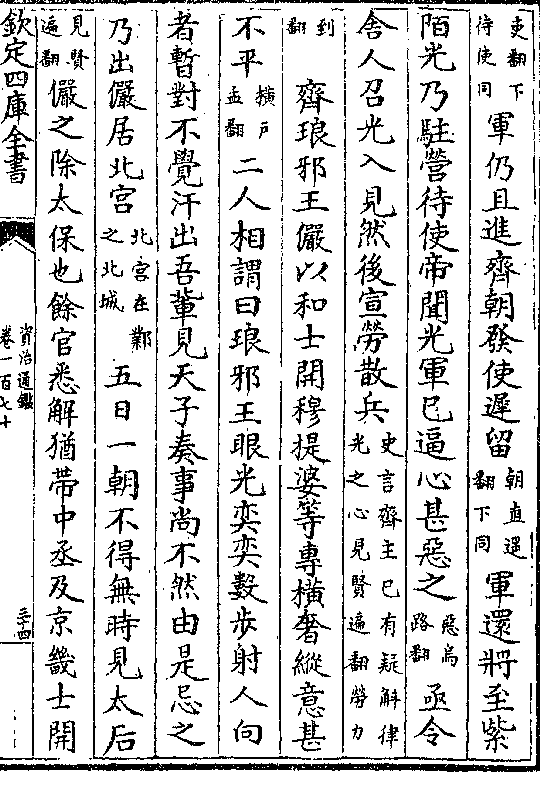 吏翻下待使同軍仍且進齊朝發使遲留朝直遥翻下同軍還將至紫
陌光乃駐營待使帝聞光軍已逼心甚惡之惡烏路翻亟令
舍人召光入見然後宣勞散兵史言齊主已有疑解律光之心見賢遍翻勞力
到翻齊琅邪王儼以和士開穆提婆等專橫奢縱意甚
不平橫户孟翻二人相謂曰琅邪王眼光奕奕數步射人向
者暫對不覺汗出吾輩見天子奏事尚不然由是忌之
乃出儼居北宫北宫在鄴之北城五日一朝不得無時見太后
見賢遍翻儼之除太保也餘官悉解猶帶中丞及京畿士開
欽定四庫全書
資治通鑑
卷一百七十
三十四